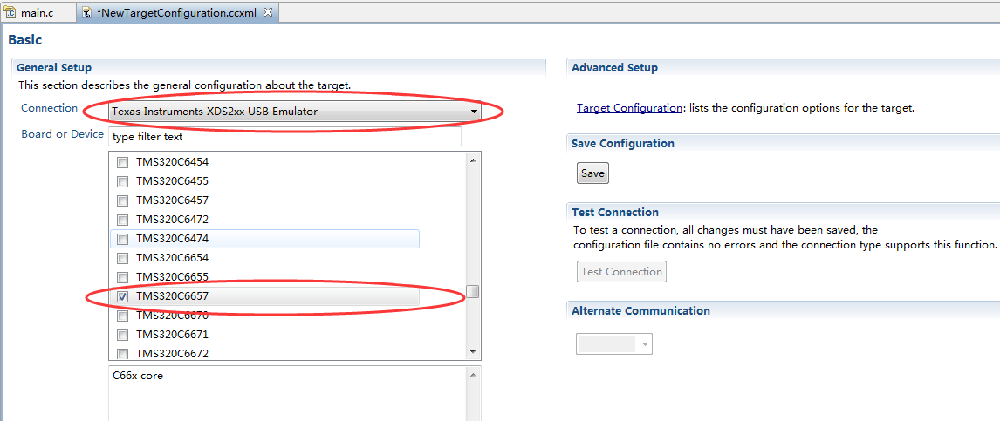 main.c
*NewTargetConfiguration.ccxml
Basic
General Setup
This section describes the general configuration about the target.
Connection
Texas Instruments XDS2xx USB Emulator
Board or Device
type filter text
TMS320C6454
TMS320C6455
TMS320C6457
TMS320C6472
TMS320C6474
TMS320C6654
TMS320C6655
TMS320C6657
TMS320C6670
TMS320C6671
TMS320C6672
C66x core
Advanced Setup
Target Configuration: lists the configuration options for the target.
Save Configuration
Save
Test Connection
To test a connection, all changes must have been saved, the
configuration file contains no errors and the connection type supports this function.
Test Connection
Alternate Communication